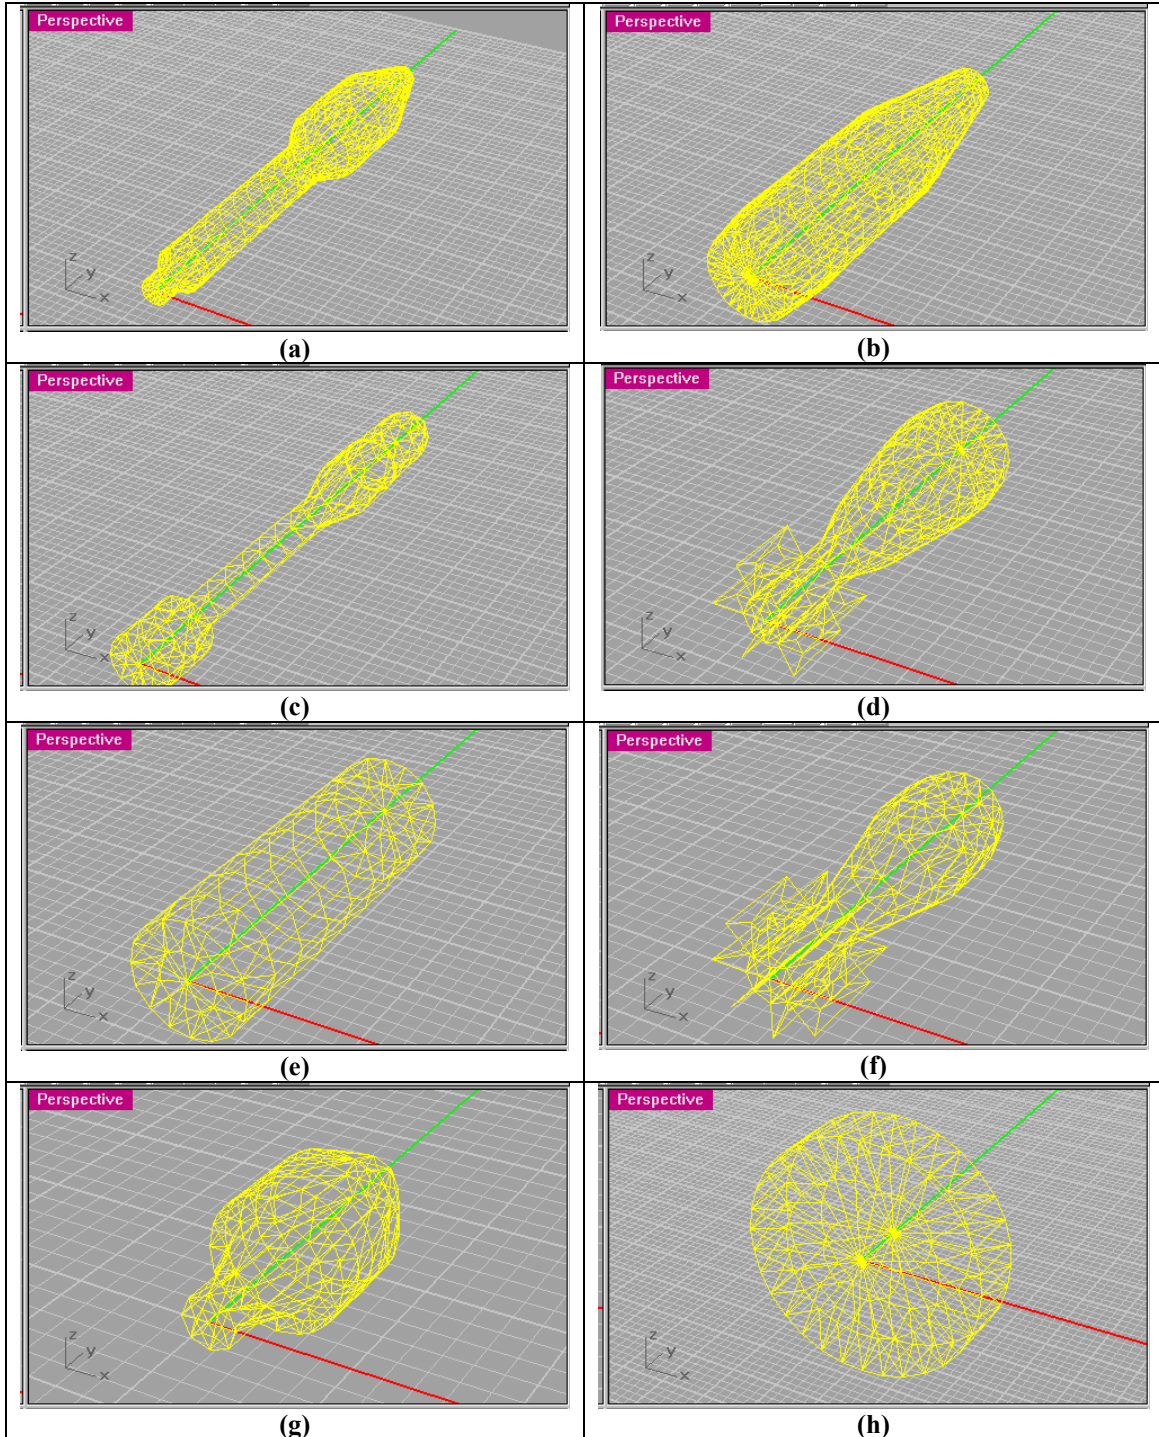 Perspective
Perspective
z
y
x
z
y
x
(a)
(b)
Perspective
Perspective
z
y
x
z
y
x
(c)
(d)
Perspective
Perspective
z
y
x
z
y
x
(e)
(f)
Perspective
Perspective
z
y
x
z
y
x
(g)
(h)